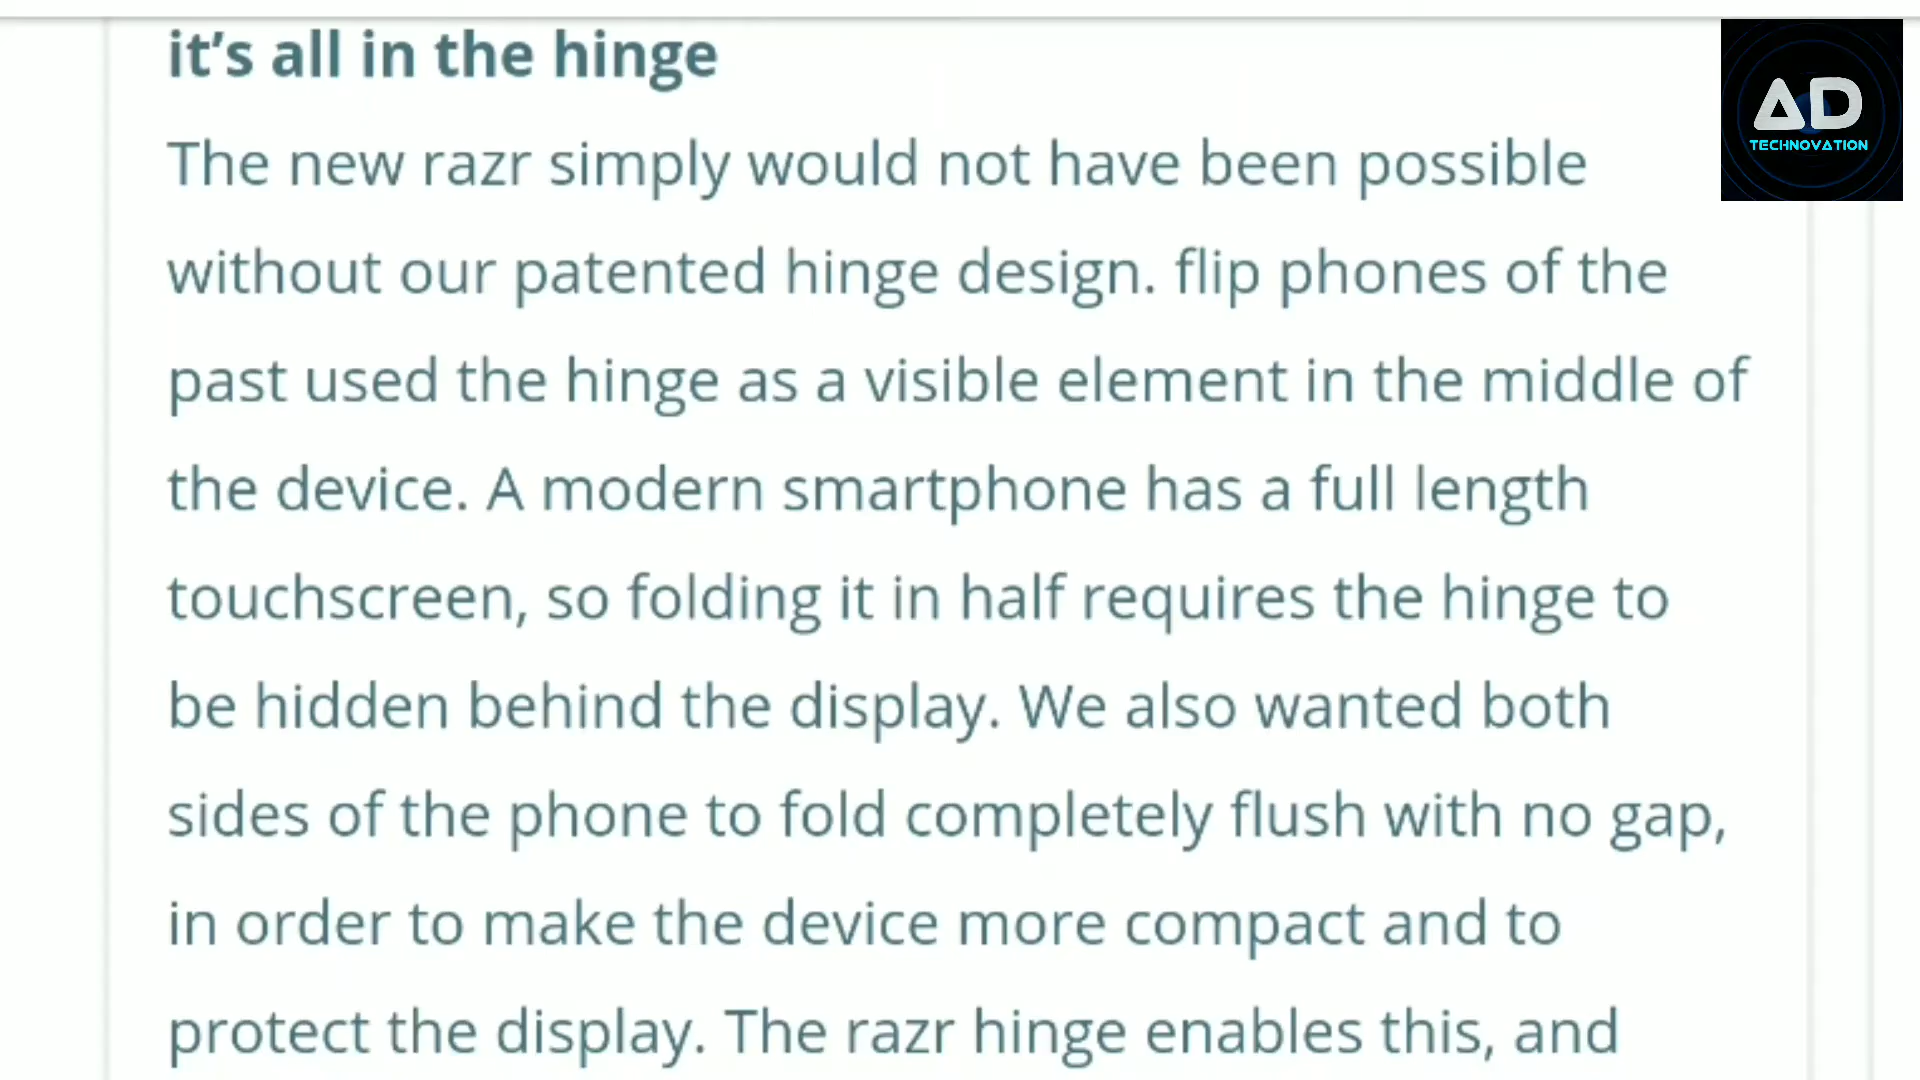 it’s all in the hinge
The new razr simply would not have been possible
without our patented hinge design. flip phones of the
past used the hinge as a visible element in the middle of
the device. A modern smartphone has a full length
touchscreen, so folding it in half requires the hinge to
be hidden behind the display. We also wanted both
sides of the phone to fold completely flush with no gap,
in order to make the device more compact and to
protect the display. The razr hinge enables this, and
AD
TECHNOVATION